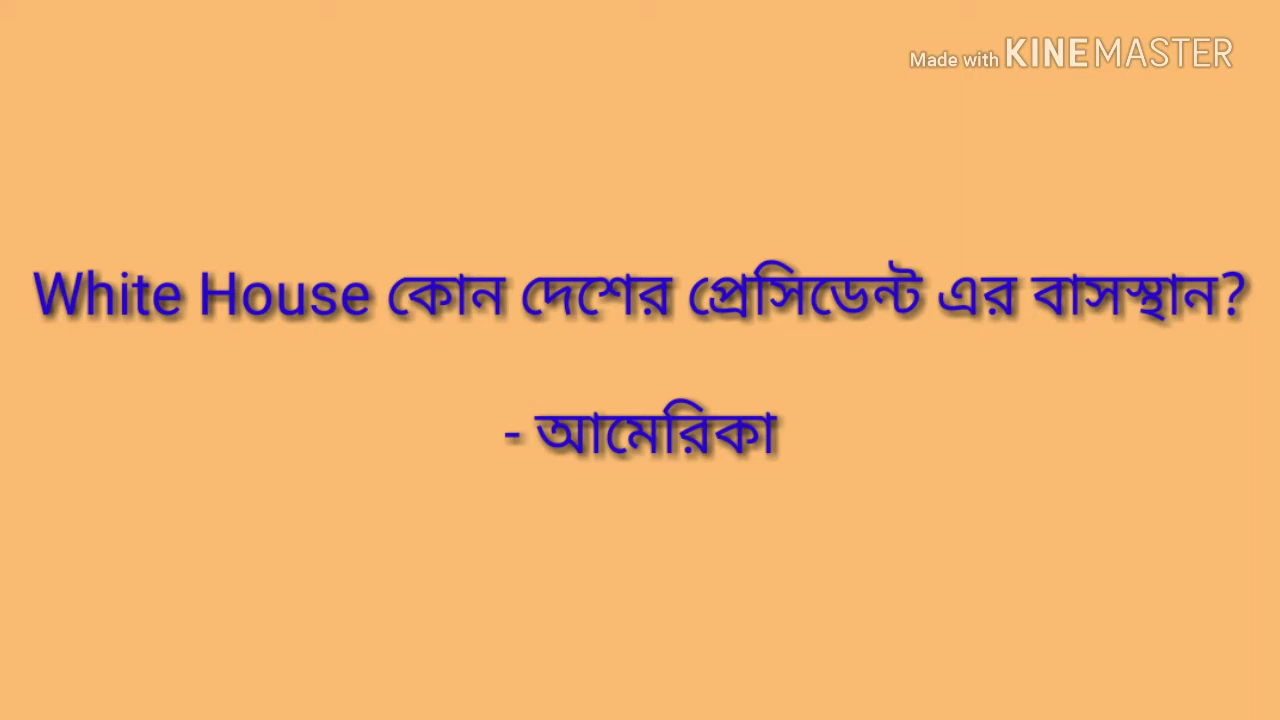 Made with KINEMASTER
White House কোন দেশের প্রেসিডেন্ট এর বাসস্থান?
- আমেরিকা